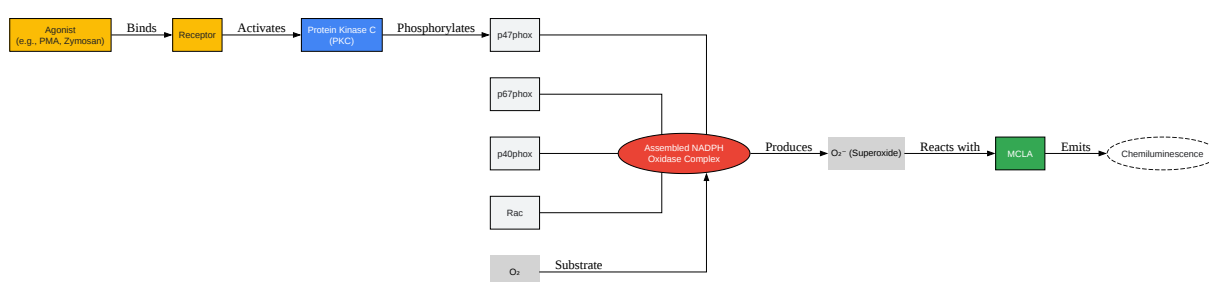 Agonist
(e.g., PMA, Zymosan)
Binds
Receptor
Activates
Protein Kinase C
(PKC)
Phosphorylates
p47phox
p67phox
p40phox
Rac
O₂
Substrate
Assembled NADPH
Oxidase Complex
Produces
O₂⁻ (Superoxide)
Reacts with
MCLA
Emits
Chemiluminescence